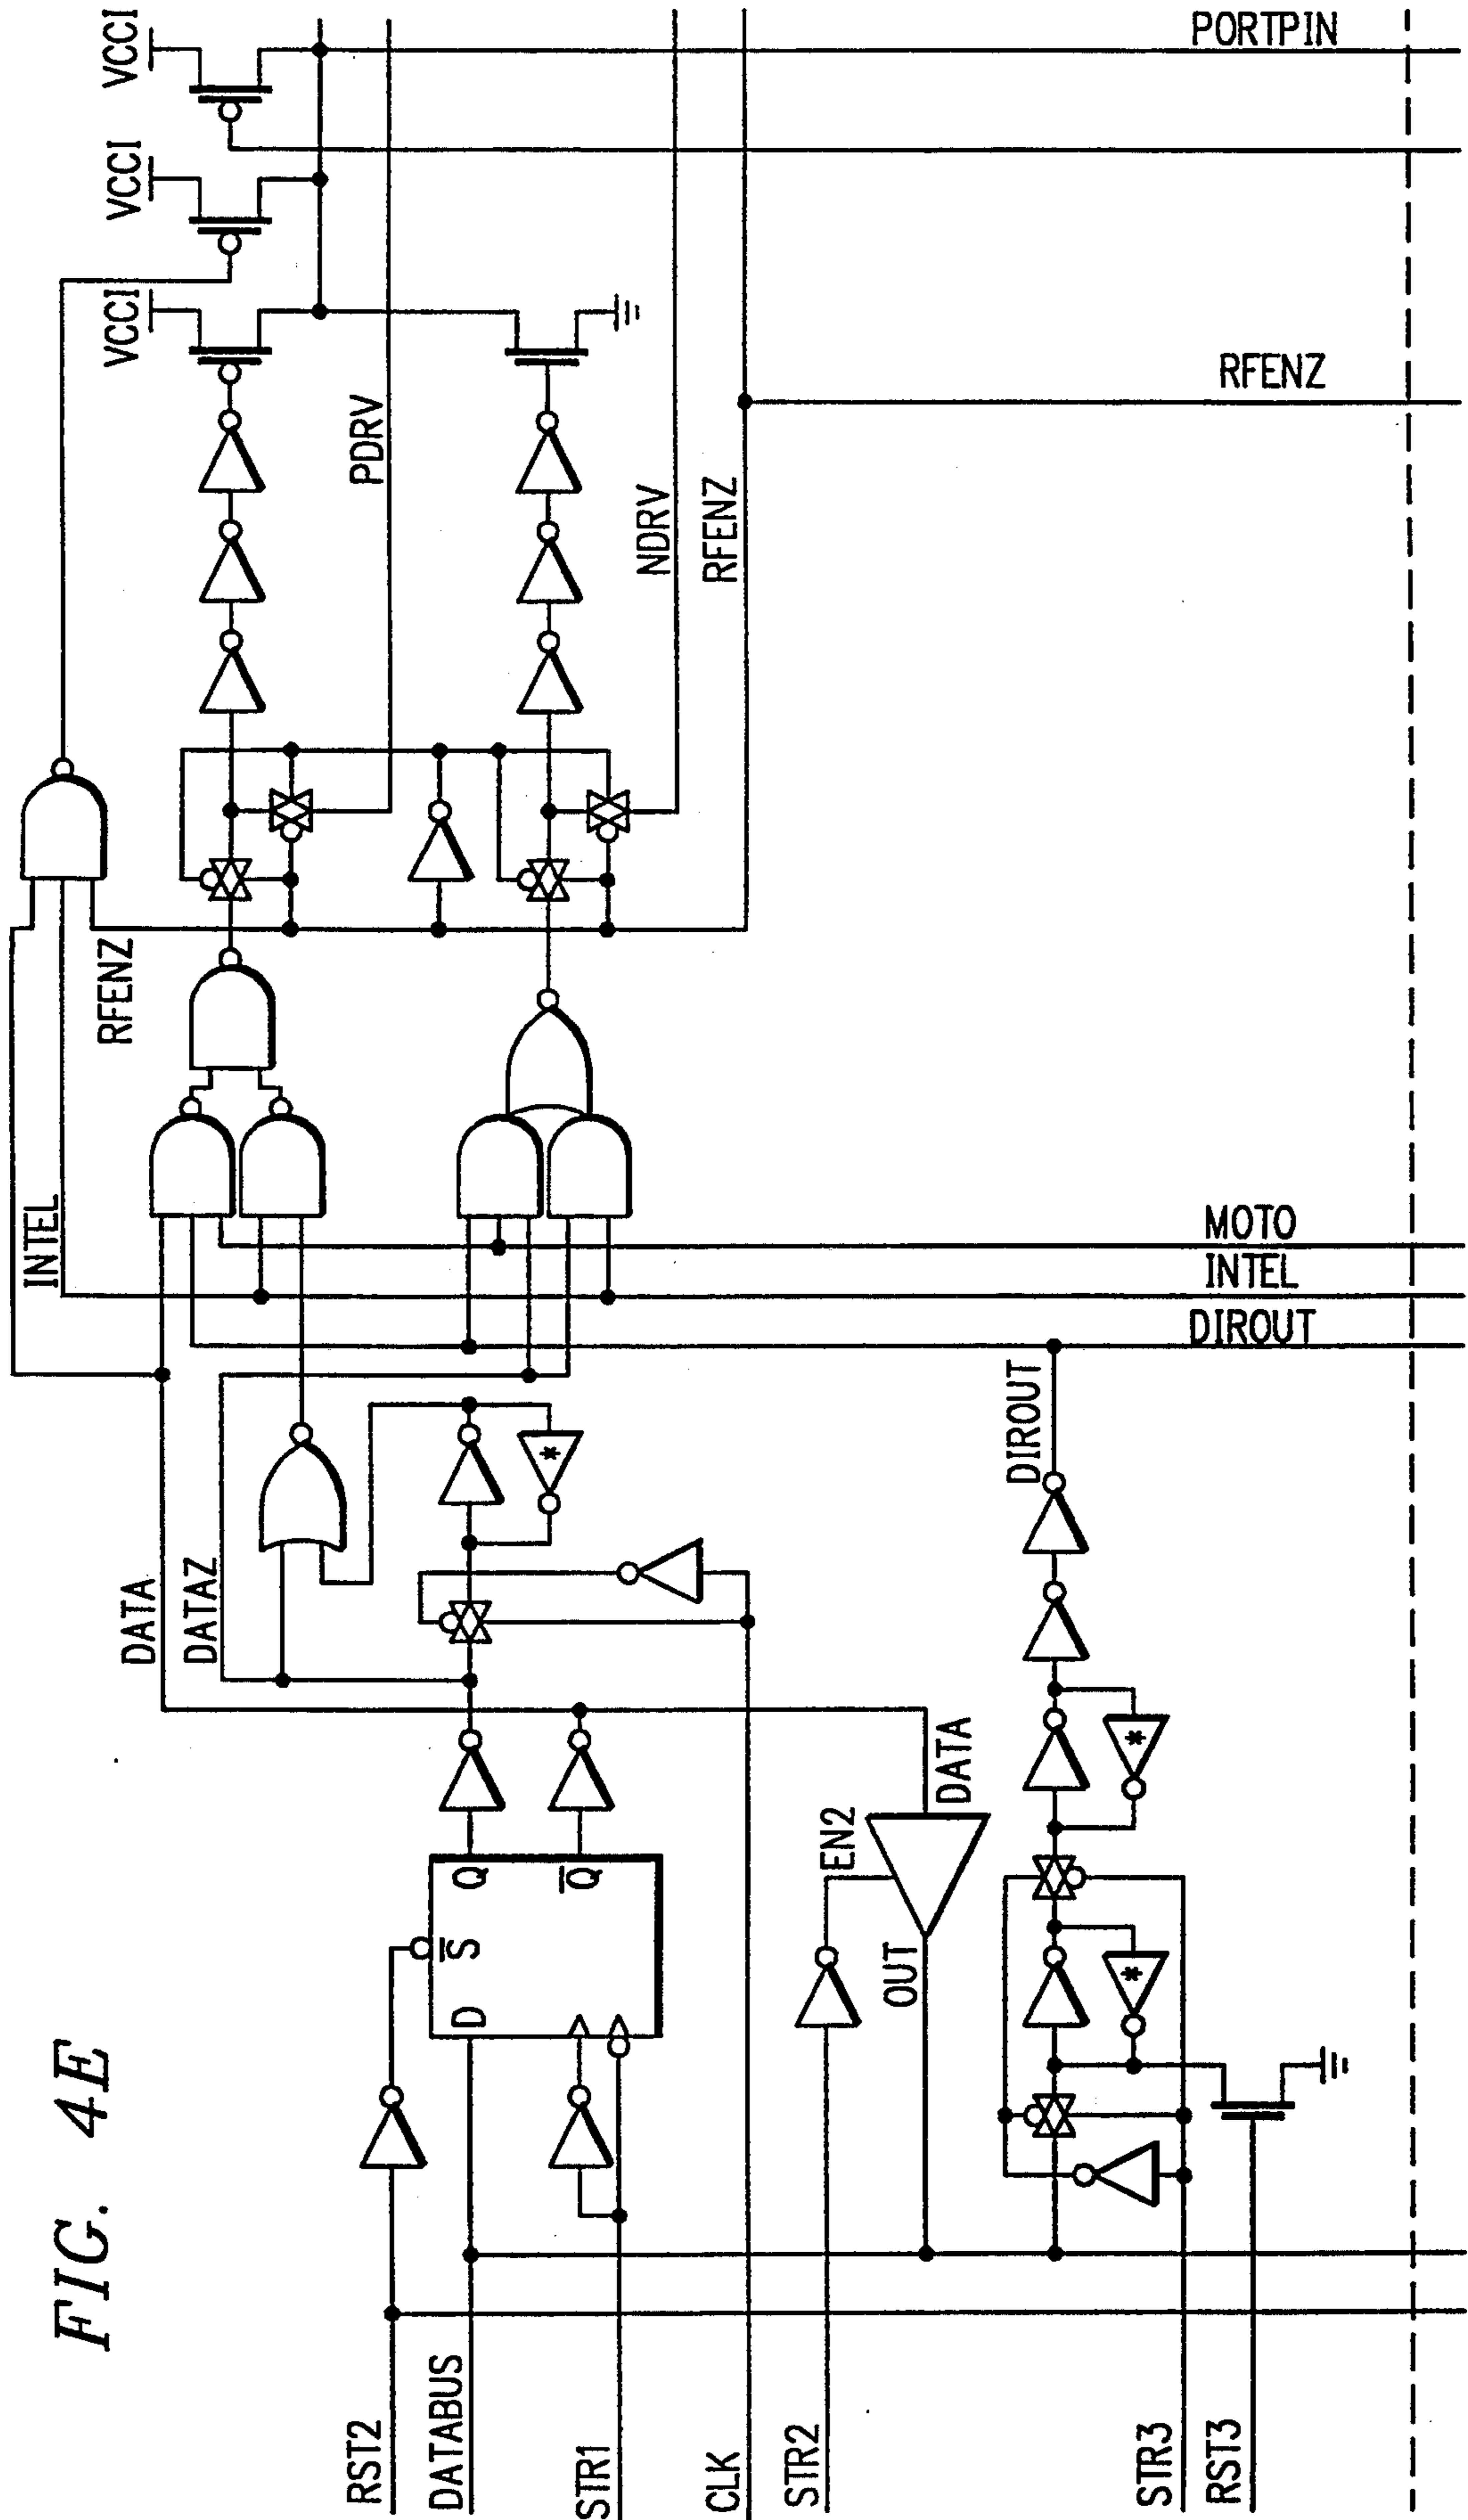 FIG. 4E
VCCI
VCCI
VCCI
PORTPIN
PDRV
NDRV
RFENZ
RFENZ
RFENZ
INTEL
MOTO
INTEL
DIROUT
DIROUT
DATA
DATAZ
*
Q
Q̅
S̅
D
DATA
EN2
OUT
*
*
RST2
DATABUS
STR1
CLK
STR2
STR3
RST3